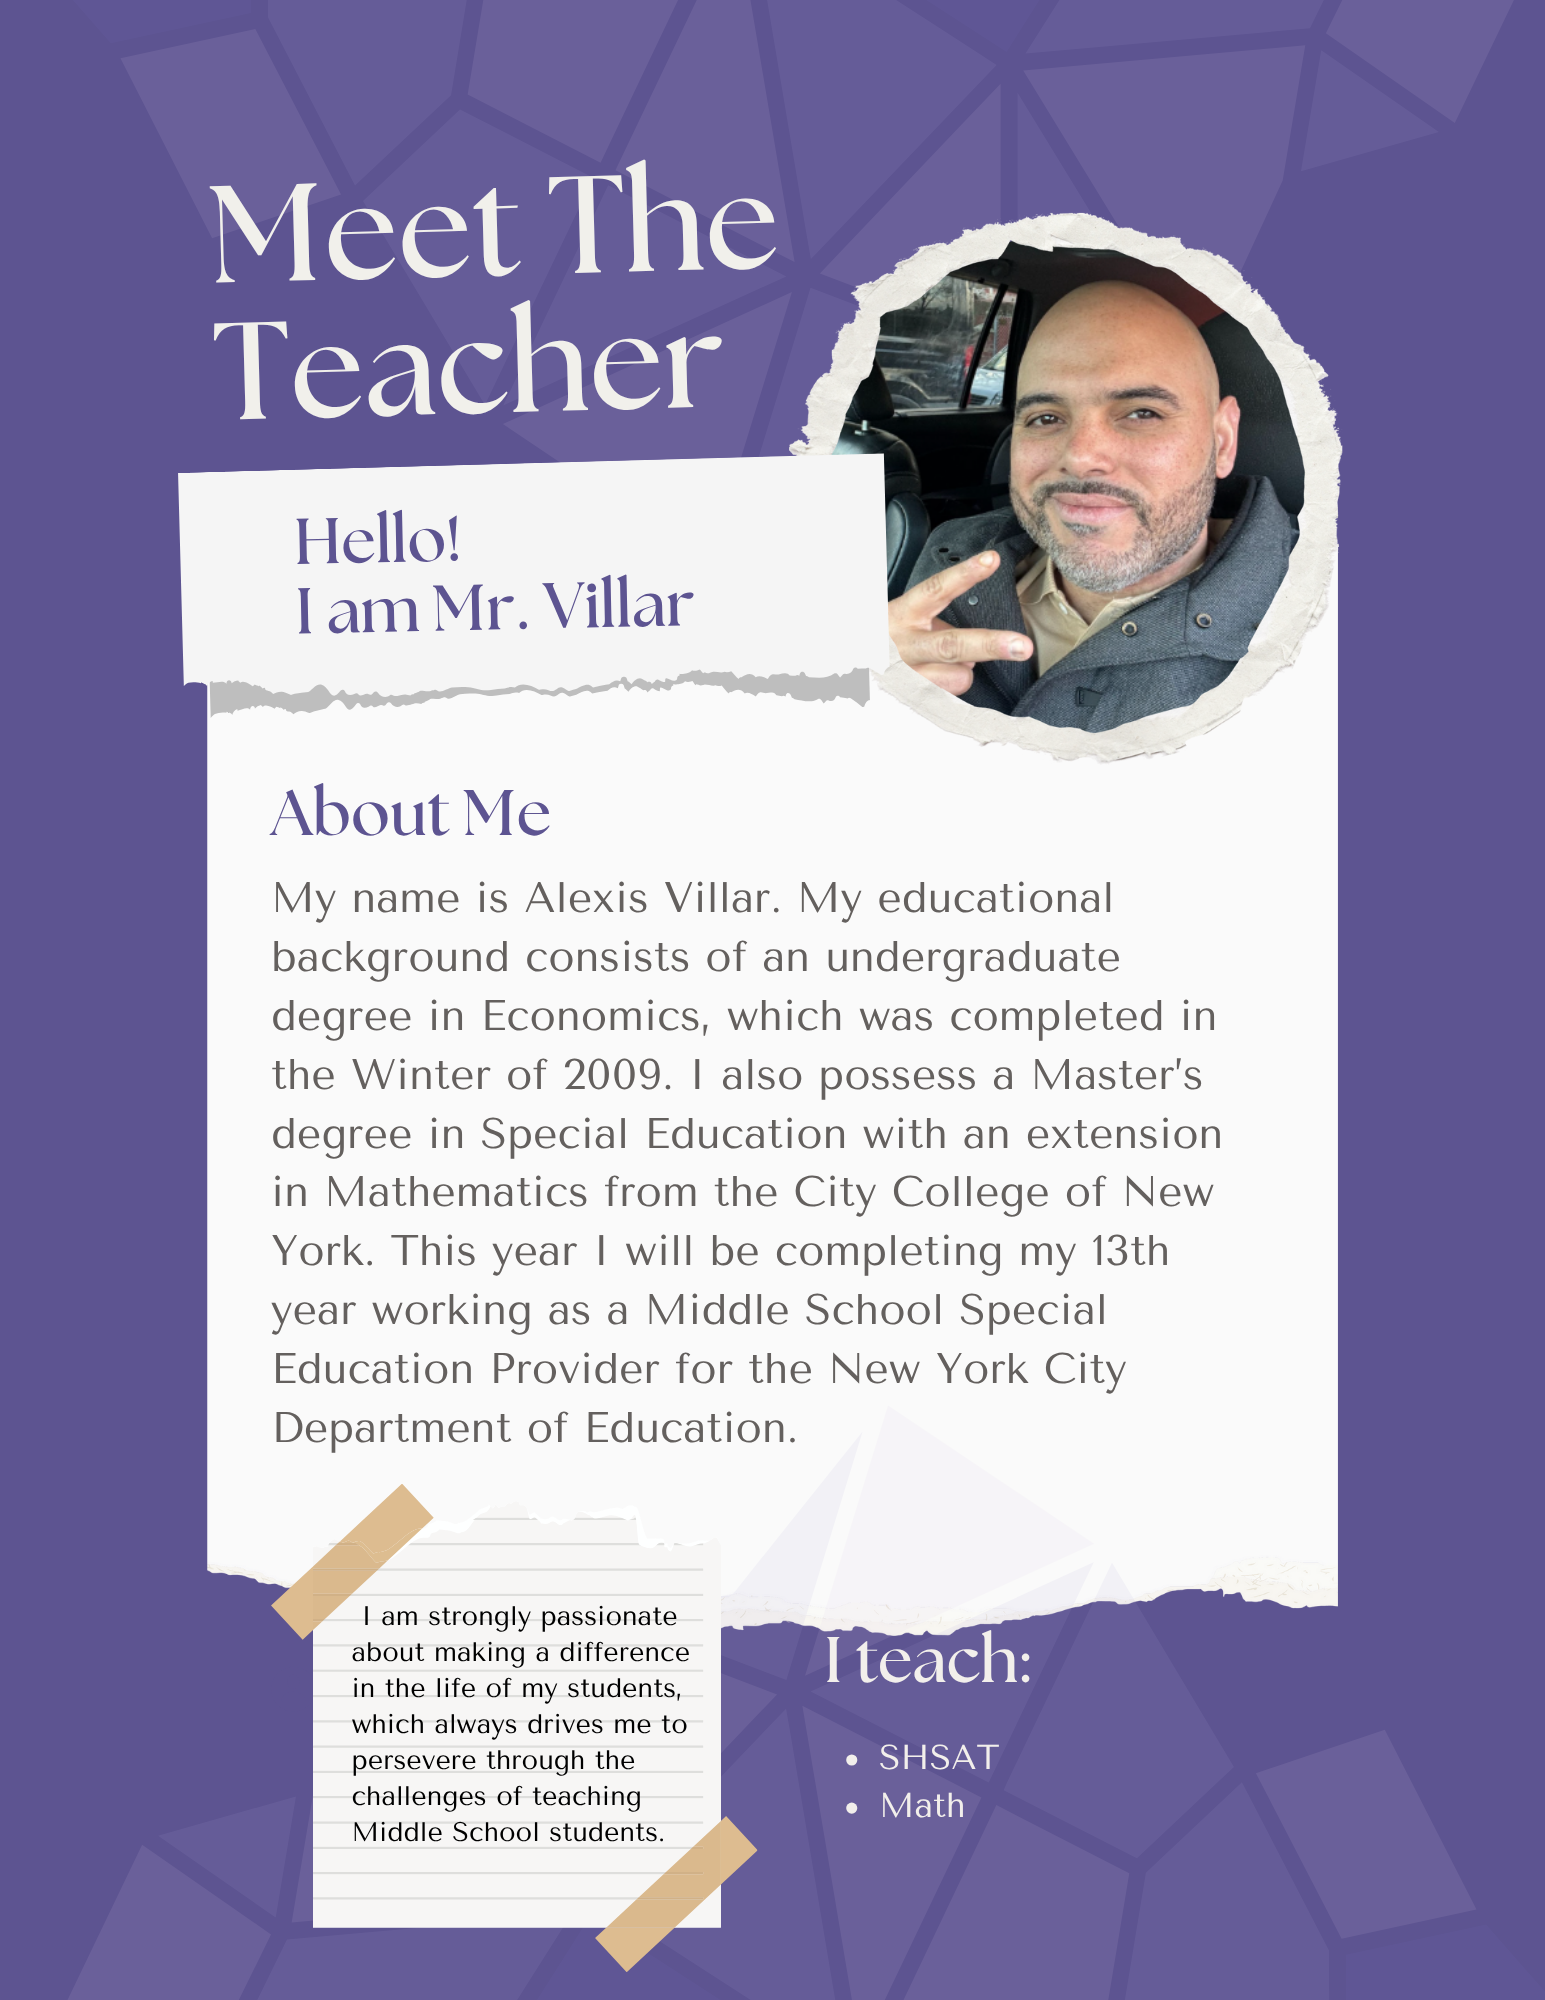 Meet The
Teacher
Hello!
I am Mr. Villar
About Me
My name is Alexis Villar. My educational
background consists of an undergraduate
degree in Economics, which was completed in
the Winter of 2009. I also possess a Master's
degree in Special Education with an extension
in Mathematics from the City College of New
York. This year I will be completing my 13th
year working as a Middle School Special
Education Provider for the New York City
Department of Education.
I am strongly passionate
about making a difference
in the life of my students,
which always drives me to
persevere through the
challenges of teaching
Middle School students.
I teach:
• SHSAT
• Math